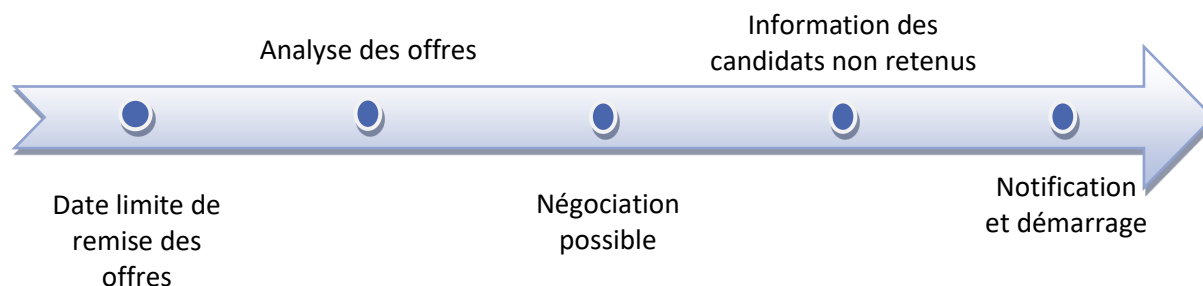 Date limite de
remise des
offres
Analyse des offres
Négociation
possible
Information des
candidats non retenus
Notification
et démarrage